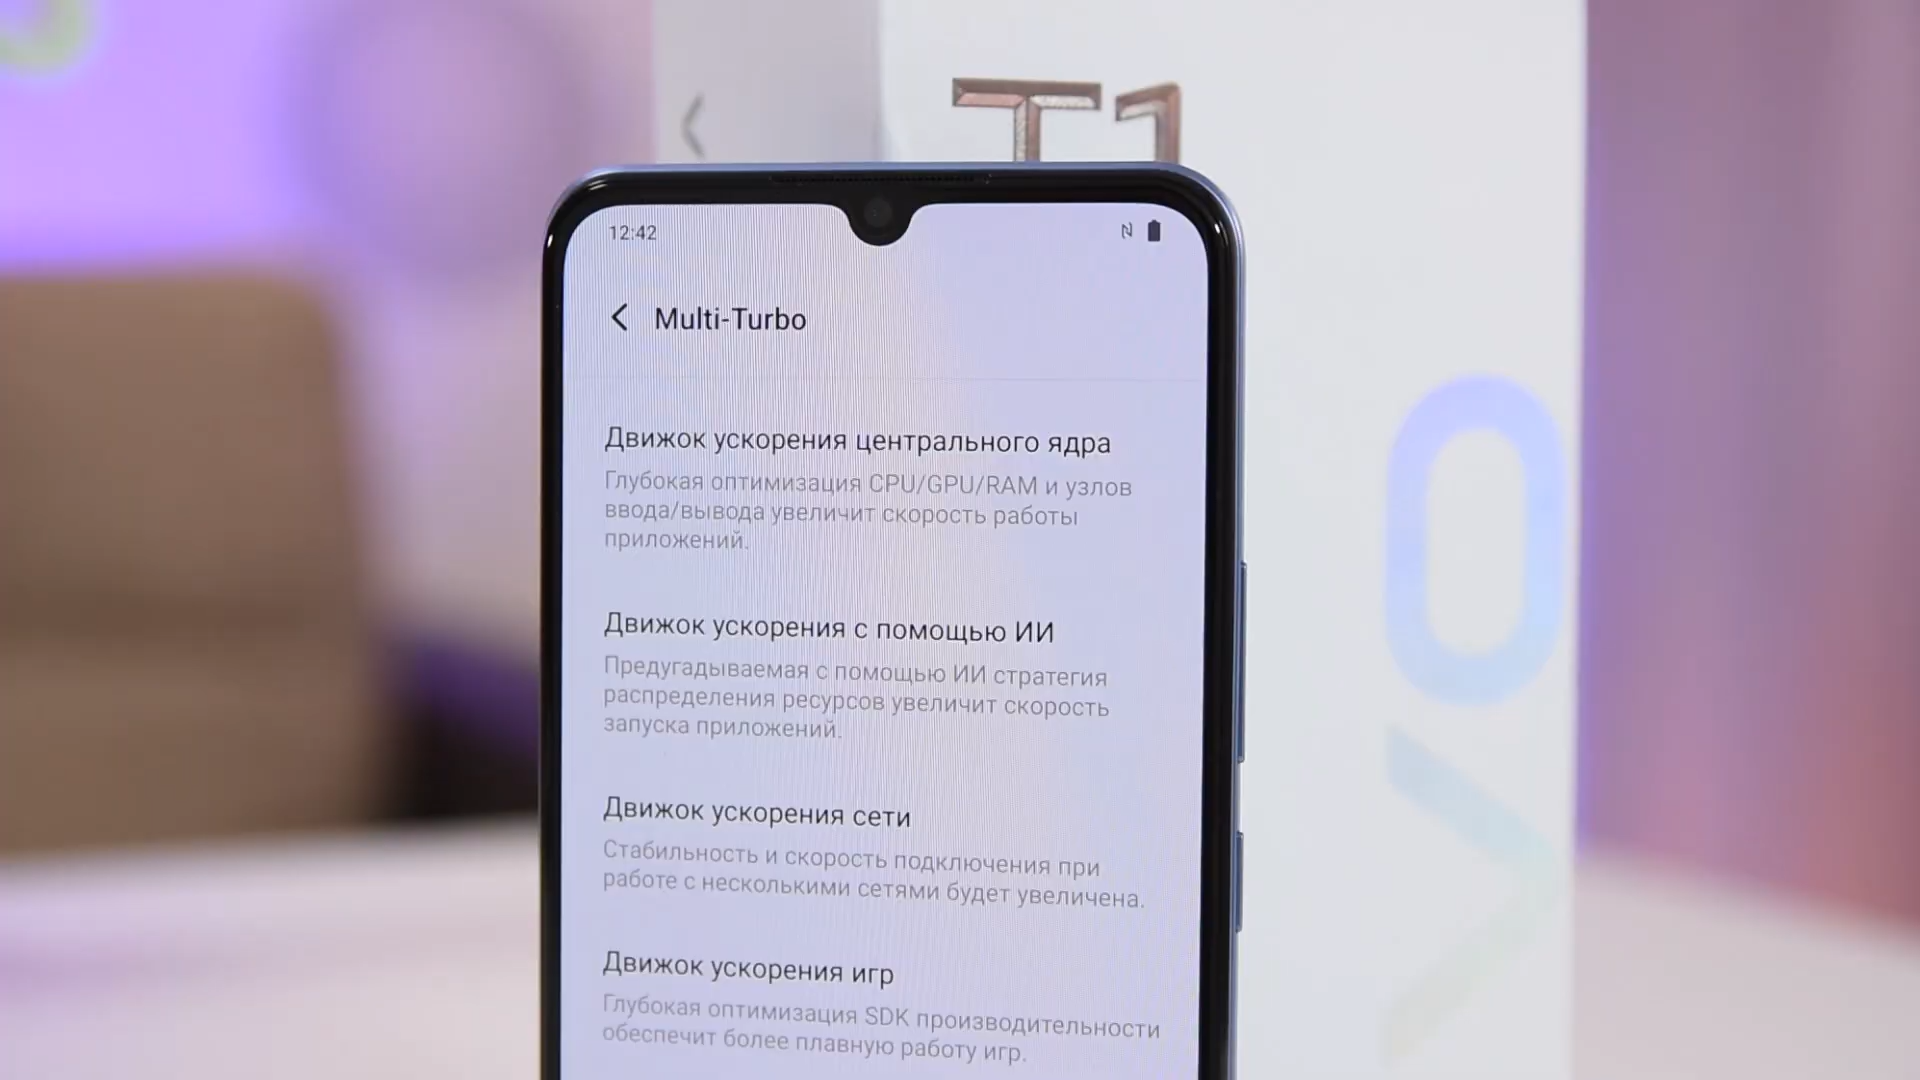 T1
12:42
Multi-Turbo
Движок ускорения центрального ядра
Глубокая оптимизация CPU/GPU/RAM и узлов
ввода/вывода увеличит скорость работы
приложений.
Движок ускорения с помощью ИИ
Предугадываемая с помощью ИИ стратегия
распределения ресурсов увеличит скорость
запуска приложений.
Движок ускорения сети
Стабильность и скорость подключения при
работе с несколькими сетями будет увеличена.
Движок ускорения игр
Глубокая оптимизация SDK производительности
обеспечит более плавную работу игр.